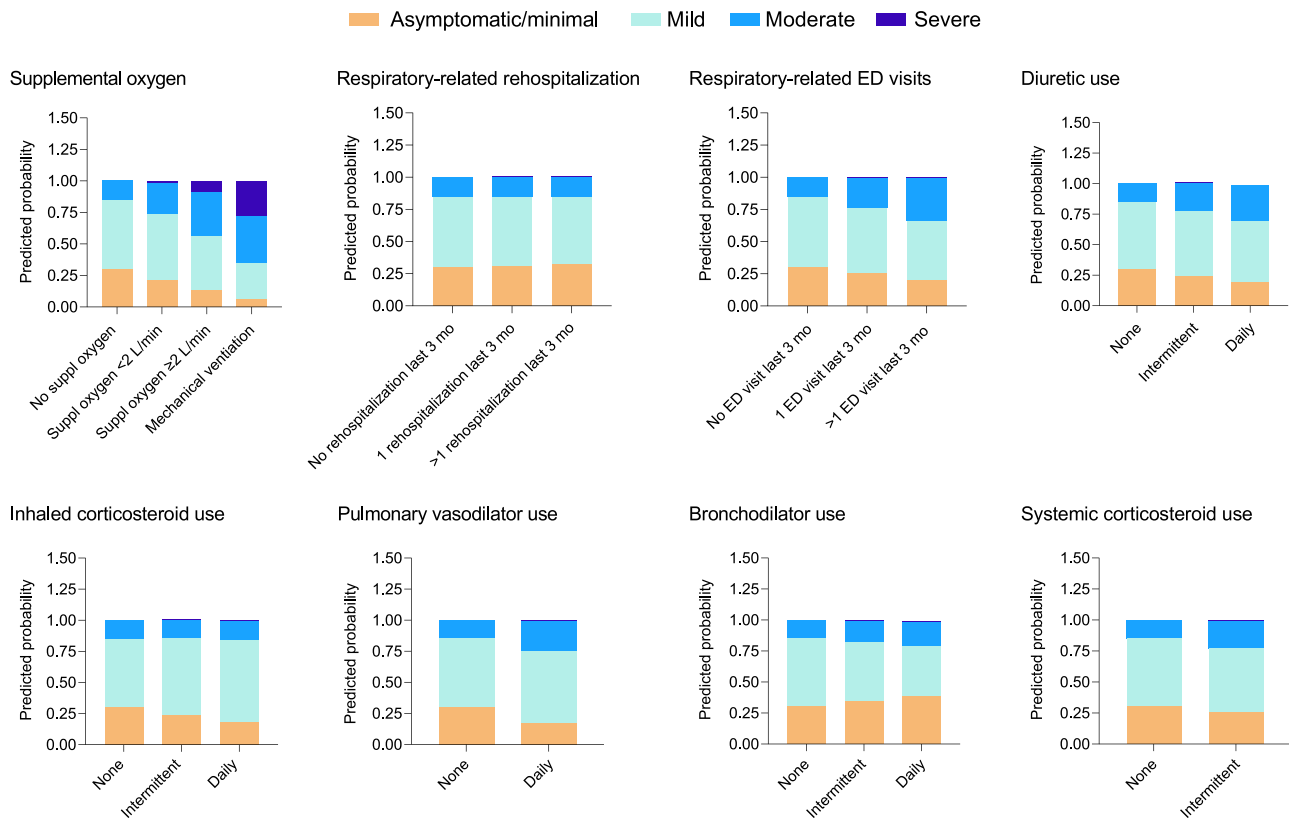 Asymptomatic/minimal Mild Moderate Severe
Supplemental oxygen
Predicted probability
1.50
1.25
1.00
0.75
0.50
0.25
0.00
No suppl oxygen
Suppl oxygen <2 L/min
Suppl oxygen ≥2 L/min
Mechanical ventiation
Respiratory-related rehospitalization
Predicted probability
1.50
1.25
1.00
0.75
0.50
0.25
0.00
No rehospitalization last 3 mo
1 rehospitalization last 3 mo
>1 rehospitalization last 3 mo
Respiratory-related ED visits
Predicted probability
1.50
1.25
1.00
0.75
0.50
0.25
0.00
No ED visit last 3 mo
1 ED visit last 3 mo
>1 ED visit last 3 mo
Diuretic use
Predicted probability
1.50
1.25
1.00
0.75
0.50
0.25
0.00
None
Intermittent
Daily
Inhaled corticosteroid use
Predicted probability
1.50
1.25
1.00
0.75
0.50
0.25
0.00
None
Intermittent
Daily
Pulmonary vasodilator use
Predicted probability
1.50
1.25
1.00
0.75
0.50
0.25
0.00
None
Daily
Bronchodilator use
Predicted probability
1.50
1.25
1.00
0.75
0.50
0.25
0.00
None
Intermittent
Daily
Systemic corticosteroid use
Predicted probability
1.50
1.25
1.00
0.75
0.50
0.25
0.00
None
Intermittent